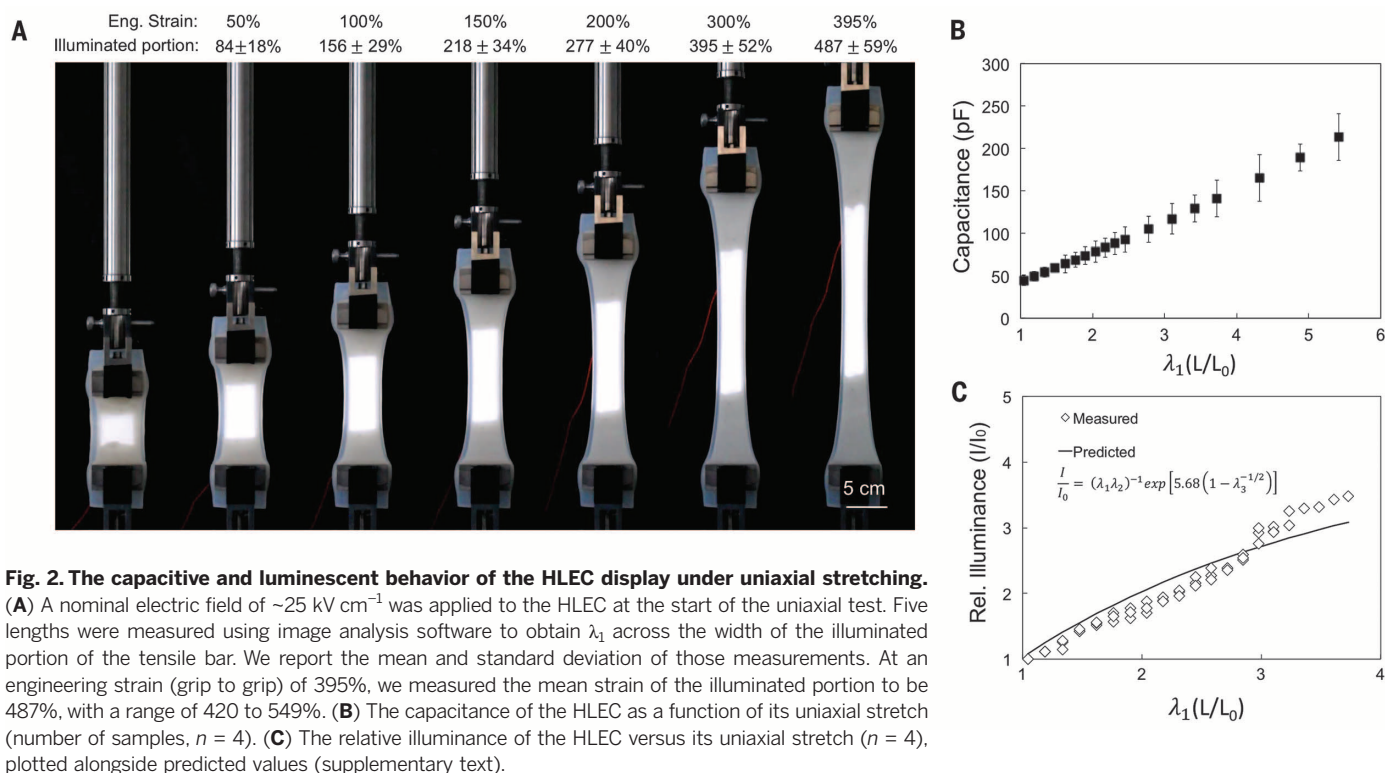 A
Eng. Strain: 50% 100% 150% 200% 300% 395%
Illuminated portion: 84±18% 156 ± 29% 218 ± 34% 277 ± 40% 395 ± 52% 487 ± 59%
5 cm
B
300
250
200
150
100
50
0
Capacitance (pF)
1 2 3 4 5 6
λ₁(L/L₀)
C
5
4
3
2
1
Rel. Illuminance (I/I₀)
Measured
Predicted
I/I₀ = (λ₁λ₂)⁻¹exp[5.68(1 − λ₃^(−1/2))]
1 2 3 4
λ₁(L/L₀)
Fig. 2. The capacitive and luminescent behavior of the HLEC display under uniaxial stretching.
(A) A nominal electric field of ~25 kV cm⁻¹ was applied to the HLEC at the start of the uniaxial test. Five
lengths were measured using image analysis software to obtain λ₁ across the width of the illuminated
portion of the tensile bar. We report the mean and standard deviation of those measurements. At an
engineering strain (grip to grip) of 395%, we measured the mean strain of the illuminated portion to be
487%, with a range of 420 to 549%. (B) The capacitance of the HLEC as a function of its uniaxial stretch
(number of samples, n = 4). (C) The relative illuminance of the HLEC versus its uniaxial stretch (n = 4),
plotted alongside predicted values (supplementary text).